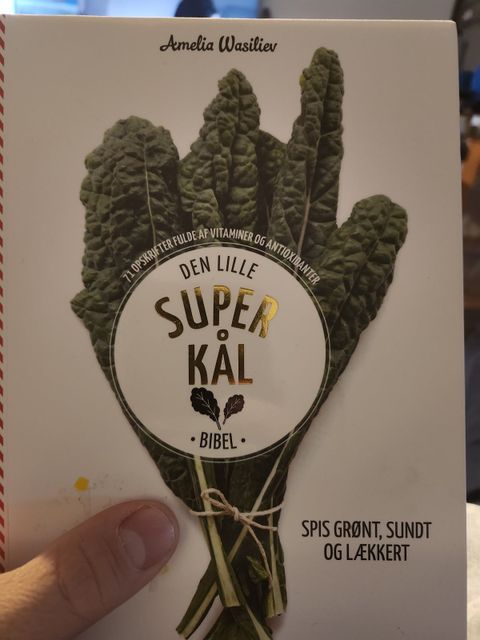 Amelia Wasiliev
71 OPSKRIFTER FULDE AF VITAMINER OG ANTIOXIDANTER
DEN LILLE
SUPER
KÅL
• BIBEL •
SPIS GRØNT, SUNDT
OG LÆKKERT